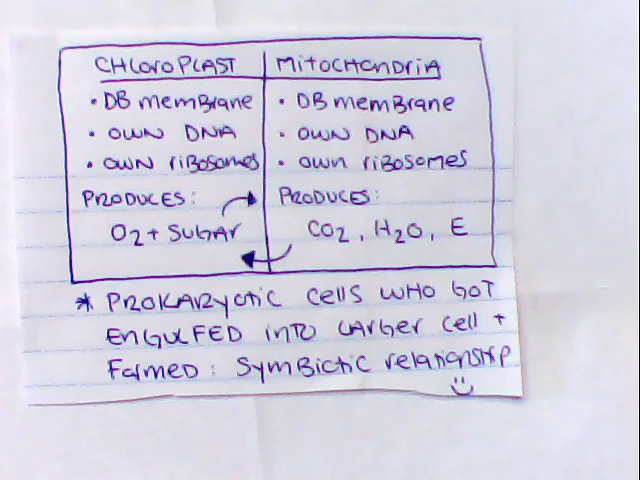 CHLOROPLAST
• DB MEMBRANE
• OWN DNA
• OWN RIBOSOMES
PRODUCES:
O₂ + SUGAR
MITOCHONDRIA
• DB MEMBRANE
• OWN DNA
• OWN RIBOSOMES
PRODUCES:
CO₂, H₂O, E
* PROKARYOTIC CELLS WHO GOT
ENGULFED INTO LARGER CELL +
FORMED: SYMBIOTIC RELATIONSHIP